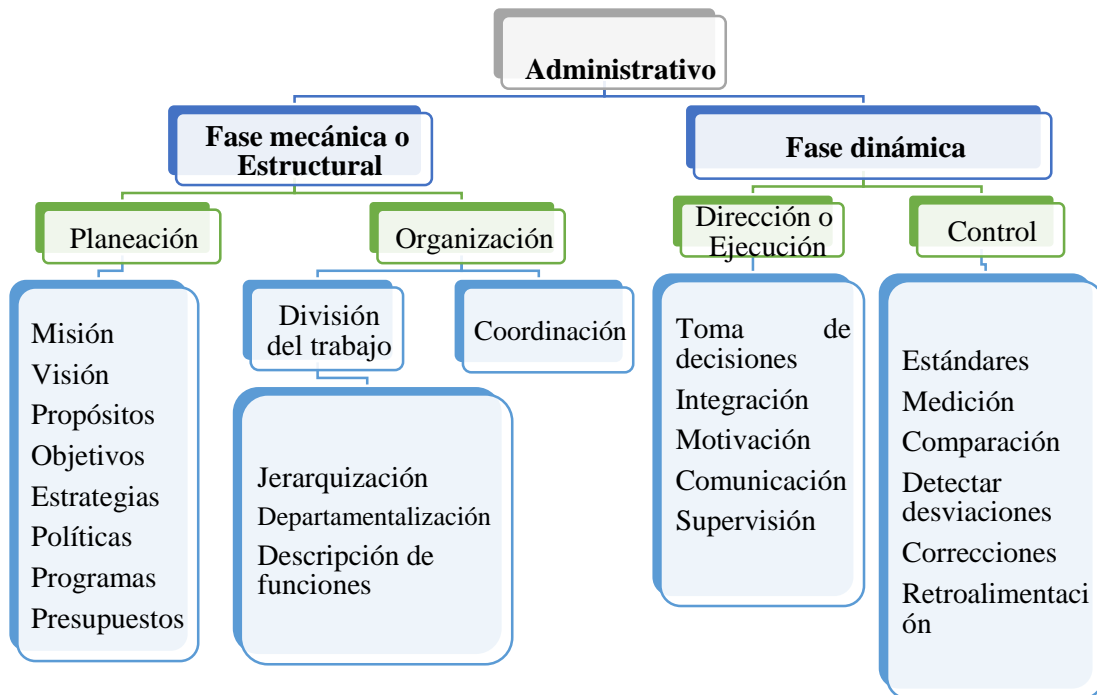 Administrativo
Fase mecánica o
Estructural
Fase dinámica
Planeación
Organización
Dirección o
Ejecución
Control
Misión
Visión
Propósitos
Objetivos
Estrategias
Políticas
Programas
Presupuestos
División
del trabajo
Coordinación
Jerarquización
Departamentalización
Descripción de
funciones
Toma de
decisiones
Integración
Motivación
Comunicación
Supervisión
Estándares
Medición
Comparación
Detectar
desviaciones
Correcciones
Retroalimentaci
ón